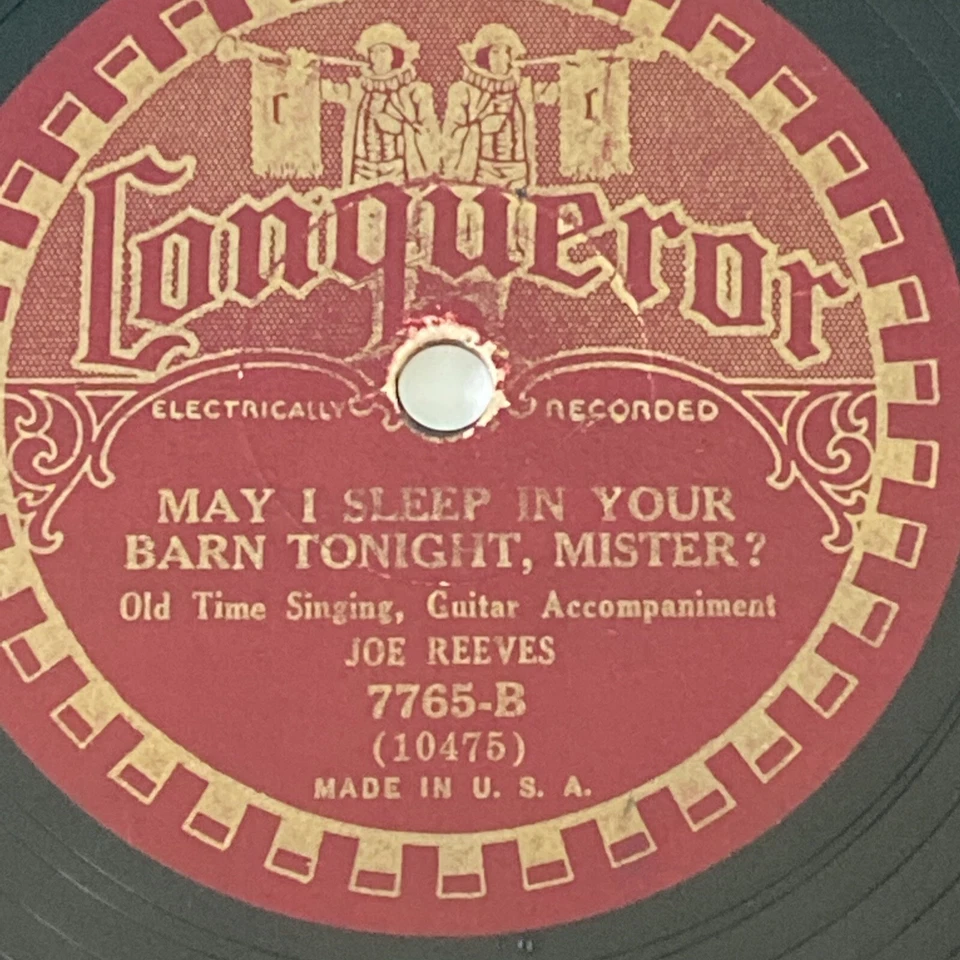 C C
Conqueror
ELECTRICALLY RECORDED
MAY I SLEEP IN YOUR
BARN TONIGHT, MISTER?
Old Time Singing, Guitar Accompaniment
JOE REEVES
7765-B
(10475)
MADE IN U. S. A.